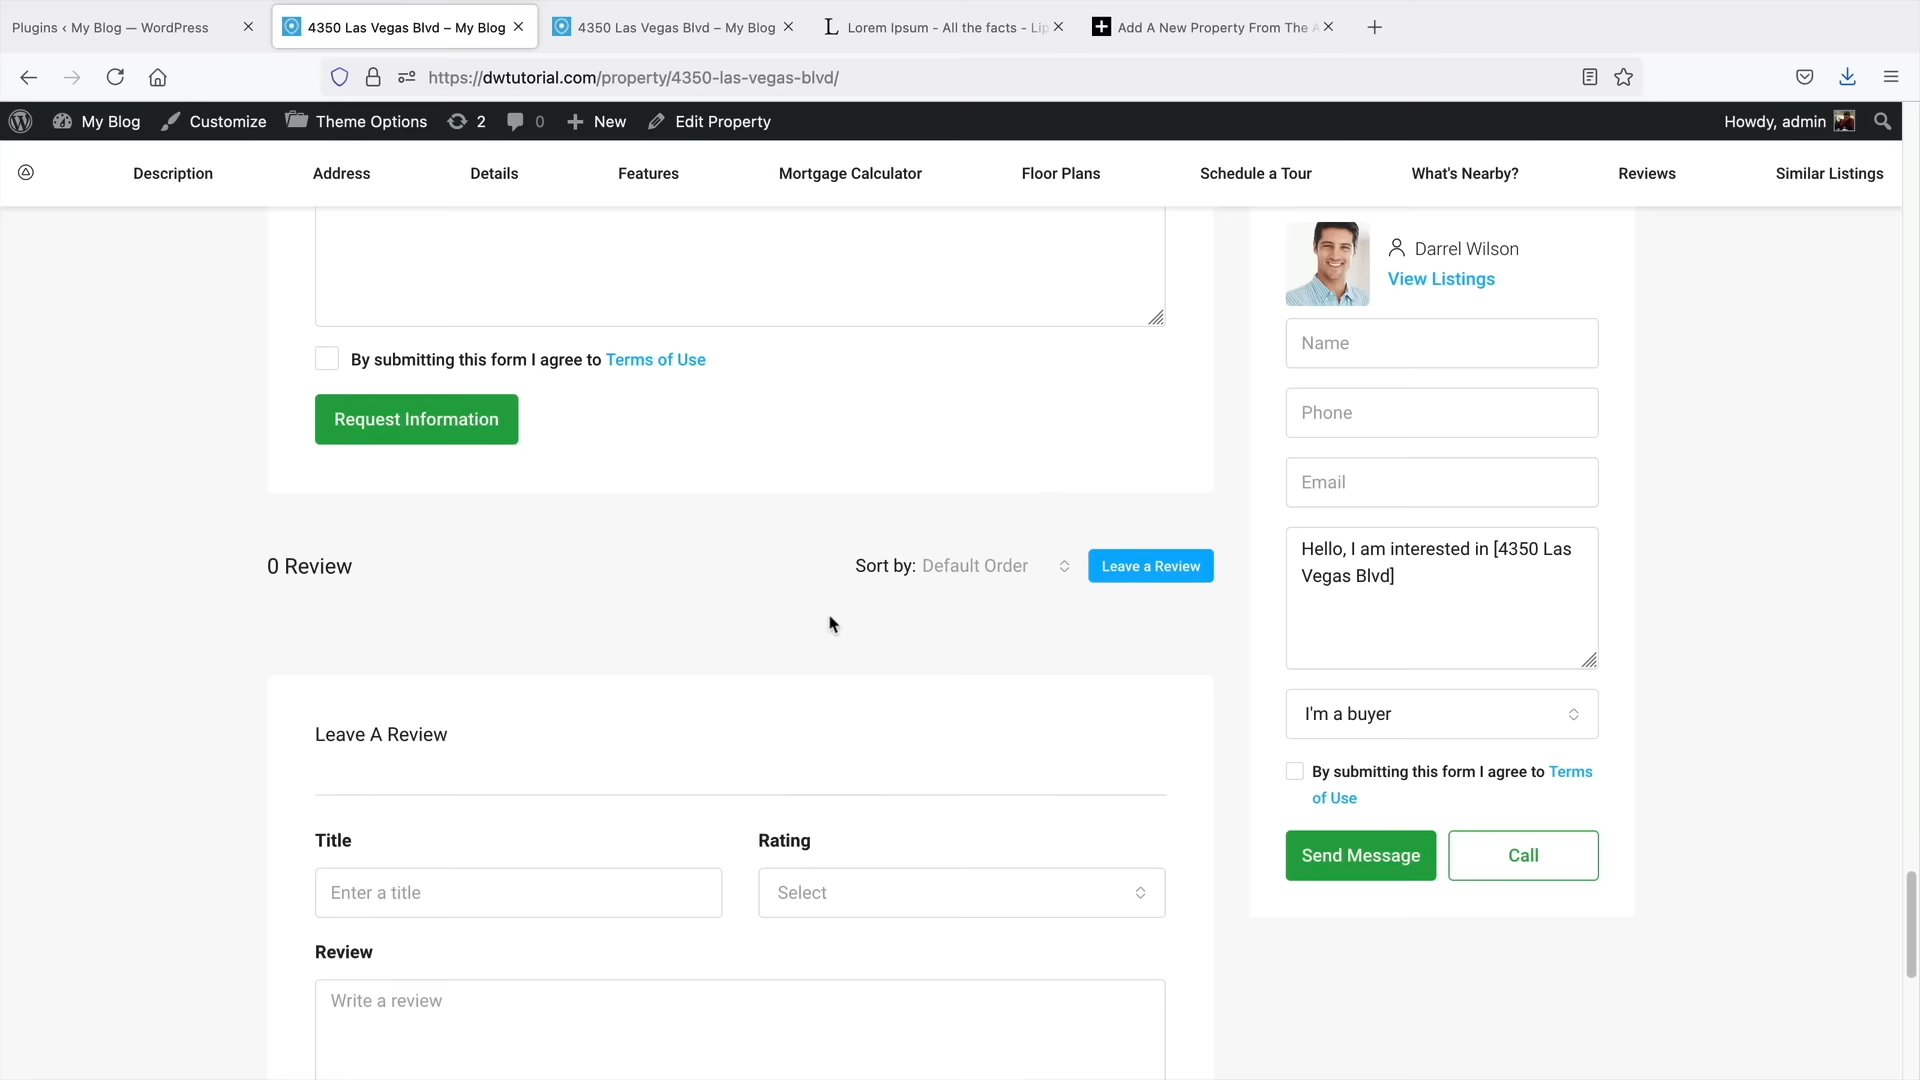 Plugins ‹ My Blog — WordPress
4350 Las Vegas Blvd – My Blog
4350 Las Vegas Blvd – My Blog
Lorem Ipsum - All the facts - Lip
Add A New Property From The A
https://dwtutorial.com/property/4350-las-vegas-blvd/
My Blog
Customize
Theme Options
2
0
New
Edit Property
Howdy, admin
Description
Address
Details
Features
Mortgage Calculator
Floor Plans
Schedule a Tour
What's Nearby?
Reviews
Similar Listings
By submitting this form I agree to Terms of Use
Request Information
0 Review
Sort by: Default Order
Leave a Review
Leave A Review
Title
Rating
Enter a title
Select
Review
Write a review
Darrel Wilson
View Listings
Name
Phone
Email
Hello, I am interested in [4350 Las
Vegas Blvd]
I'm a buyer
By submitting this form I agree to Terms
of Use
Send Message
Call